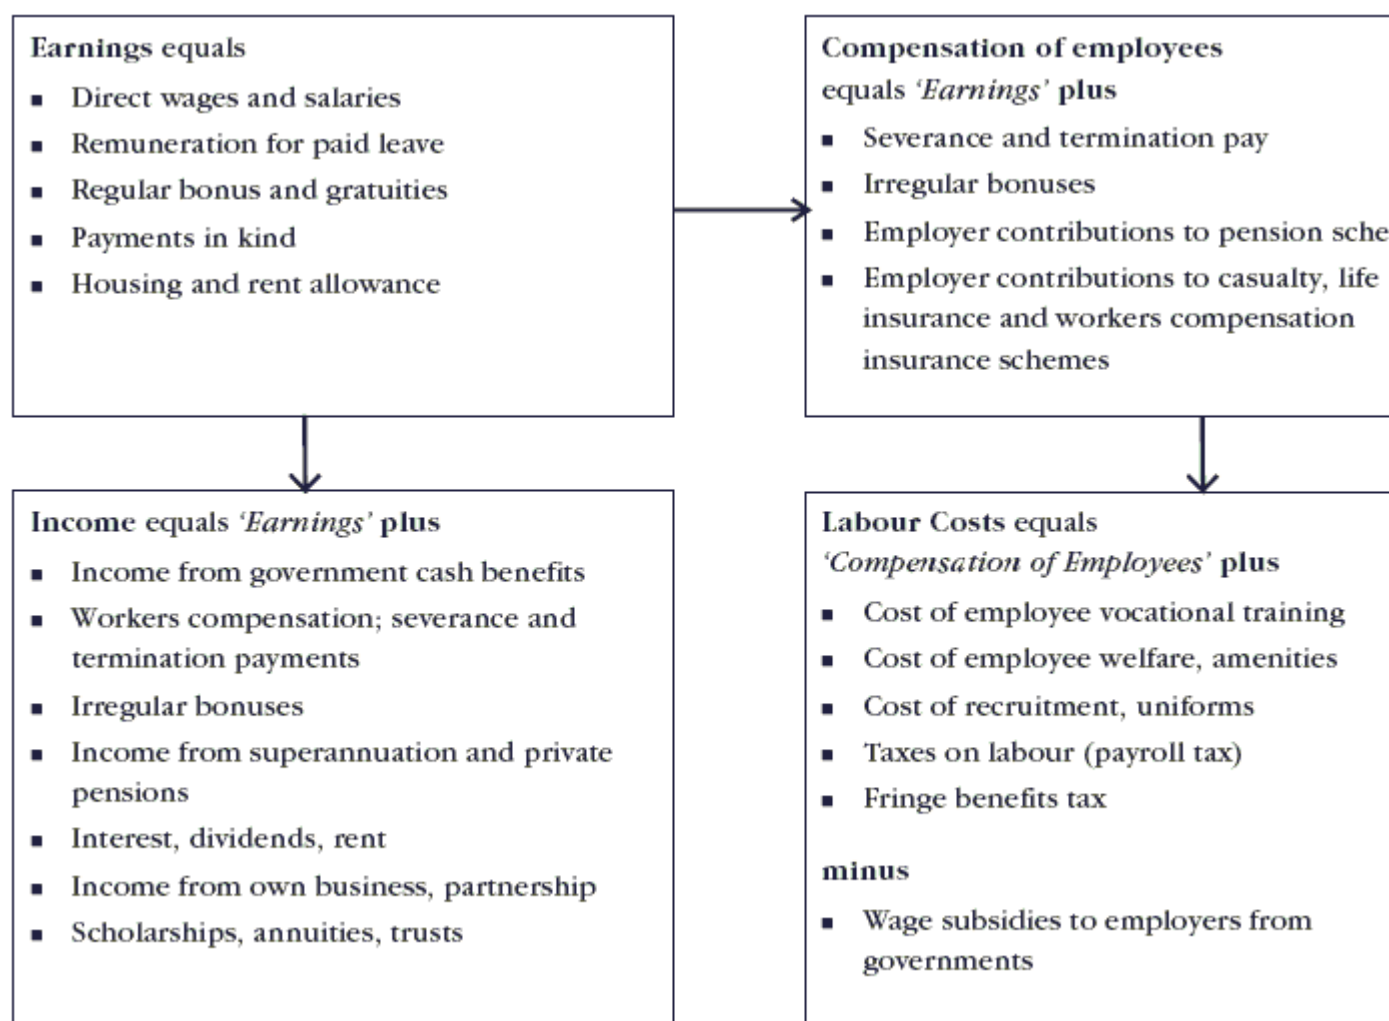 Earnings equals
▪ Direct wages and salaries
▪ Remuneration for paid leave
▪ Regular bonus and gratuities
▪ Payments in kind
▪ Housing and rent allowance
Compensation of employees
equals ‘Earnings’ plus
▪ Severance and termination pay
▪ Irregular bonuses
▪ Employer contributions to pension sche
▪ Employer contributions to casualty, life
insurance and workers compensation
insurance schemes
Income equals ‘Earnings’ plus
▪ Income from government cash benefits
▪ Workers compensation; severance and
termination payments
▪ Irregular bonuses
▪ Income from superannuation and private
pensions
▪ Interest, dividends, rent
▪ Income from own business, partnership
▪ Scholarships, annuities, trusts
Labour Costs equals
‘Compensation of Employees’ plus
▪ Cost of employee vocational training
▪ Cost of employee welfare, amenities
▪ Cost of recruitment, uniforms
▪ Taxes on labour (payroll tax)
▪ Fringe benefits tax
minus
▪ Wage subsidies to employers from
governments